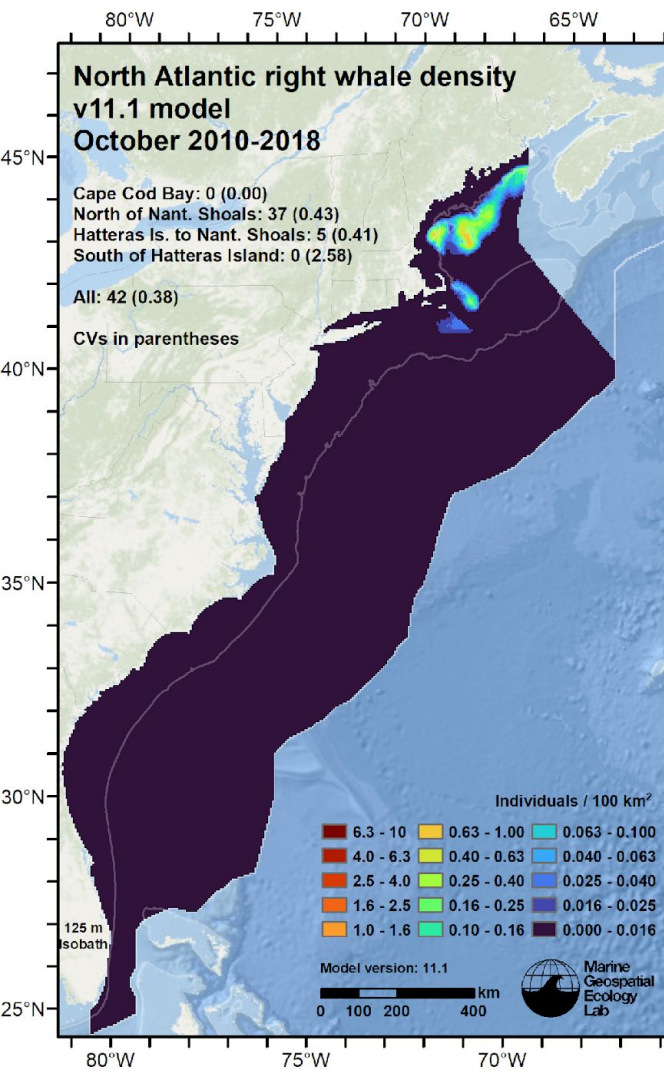 80°W 75°W 70°W 65°W
North Atlantic right whale density
v11.1 model
October 2010-2018
45°N
Cape Cod Bay: 0 (0.00)
North of Nant. Shoals: 37 (0.43)
Hatteras Is. to Nant. Shoals: 5 (0.41)
South of Hatteras Island: 0 (2.58)
All: 42 (0.38)
CVs in parentheses
40°N
35°N
30°N
Individuals / 100 km²
6.3 - 10 0.63 - 1.00 0.063 - 0.100
4.0 - 6.3 0.40 - 0.63 0.040 - 0.063
2.5 - 4.0 0.25 - 0.40 0.025 - 0.040
1.6 - 2.5 0.16 - 0.25 0.016 - 0.025
1.0 - 1.6 0.10 - 0.16 0.000 - 0.016
125 m
Isobath
Model version: 11.1
km
0 100 200 400
Marine
Geospatial
Ecology
Lab
25°N
80°W 75°W 70°W